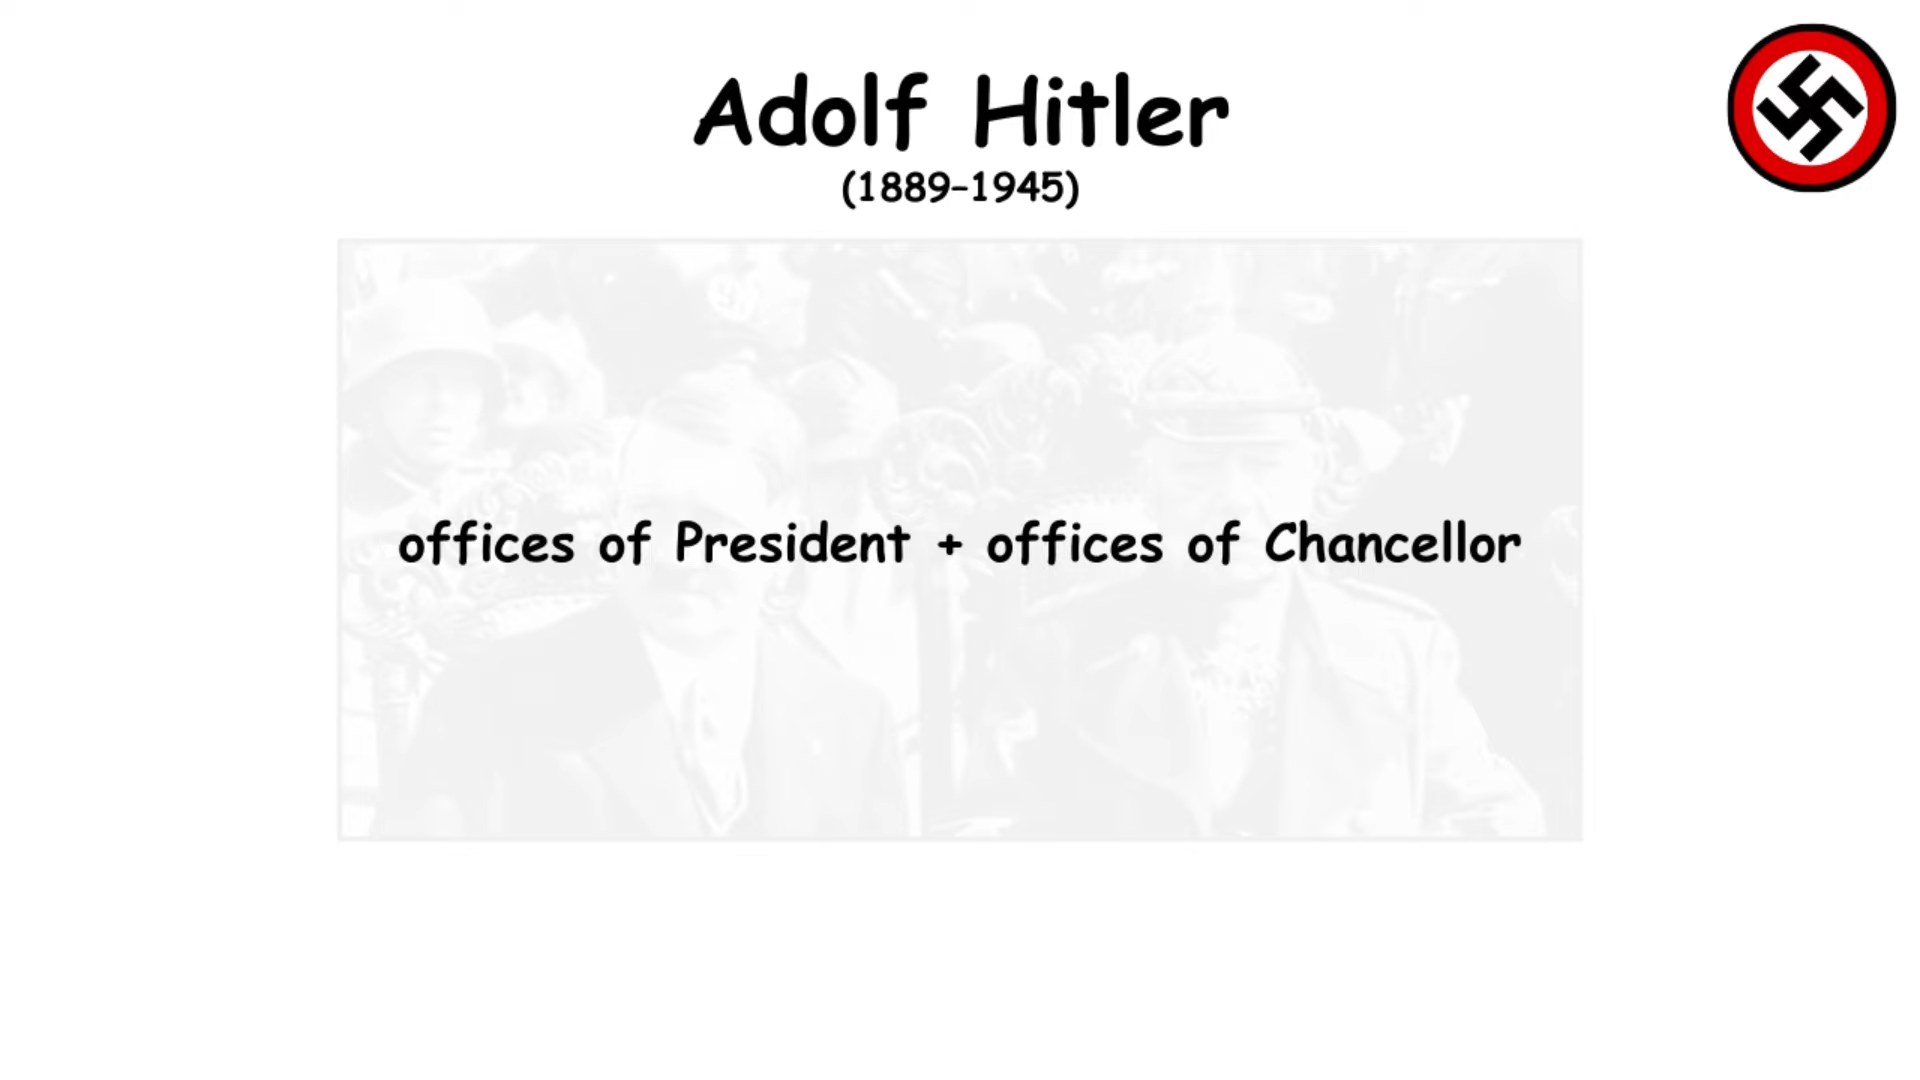 Adolf Hitler
(1889–1945)
offices of President + offices of Chancellor